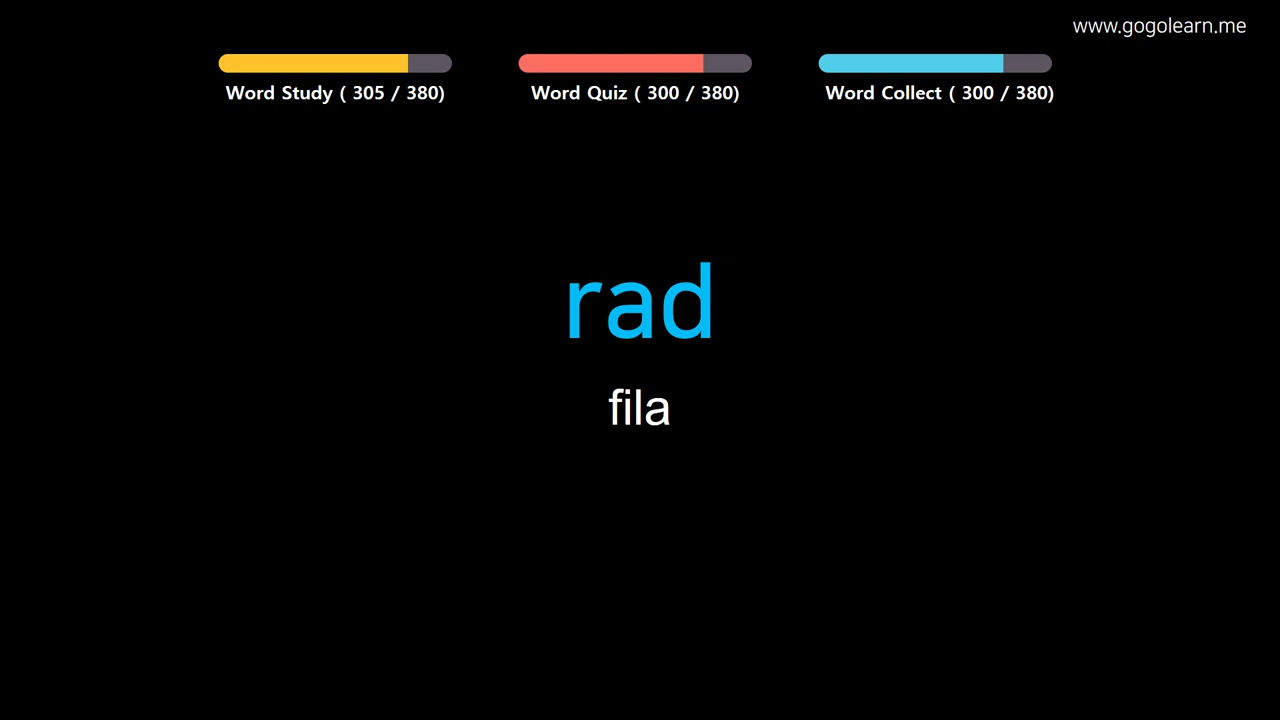 www.gogolearn.me
Word Study ( 305 / 380)
Word Quiz ( 300 / 380)
Word Collect ( 300 / 380)
rad
fila